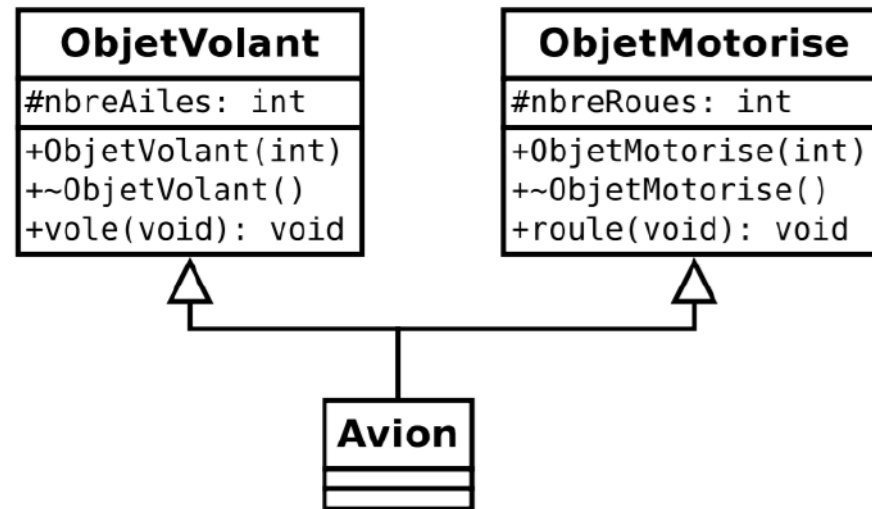 ObjetVolant
#nbreAiles: int
+ObjetVolant(int)
+~ObjetVolant()
+vole(void): void
ObjetMotorise
#nbreRoues: int
+ObjetMotorise(int)
+~ObjetMotorise()
+roule(void): void
Avion